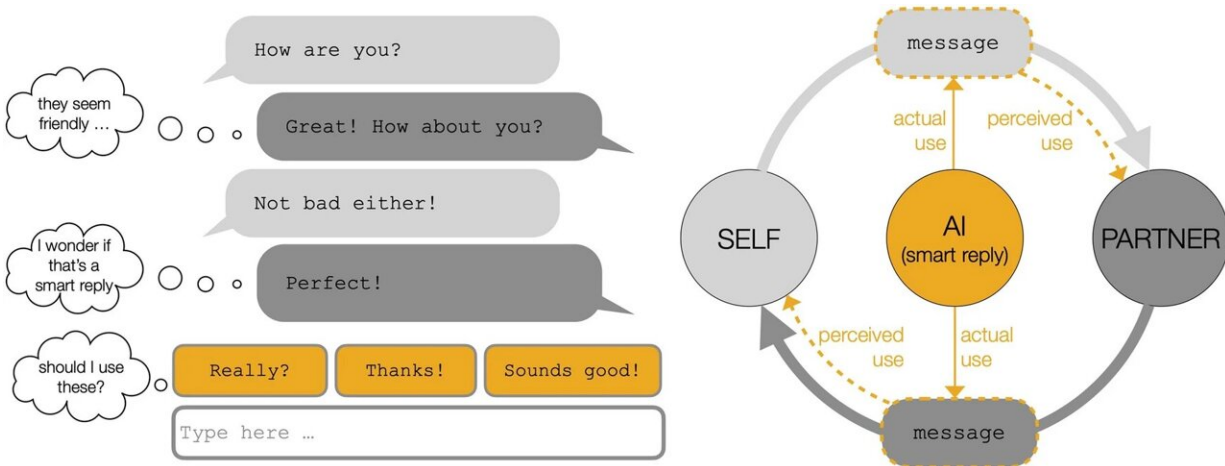 How are you?
they seem
friendly ...
Great! How about you?
Not bad either!
I wonder if
that's a
smart reply
Perfect!
should I use
these?
Really?
Thanks!
Sounds good!
Type here …
message
actual
use
perceived
use
SELF
AI
(smart reply)
PARTNER
perceived
use
actual
use
message